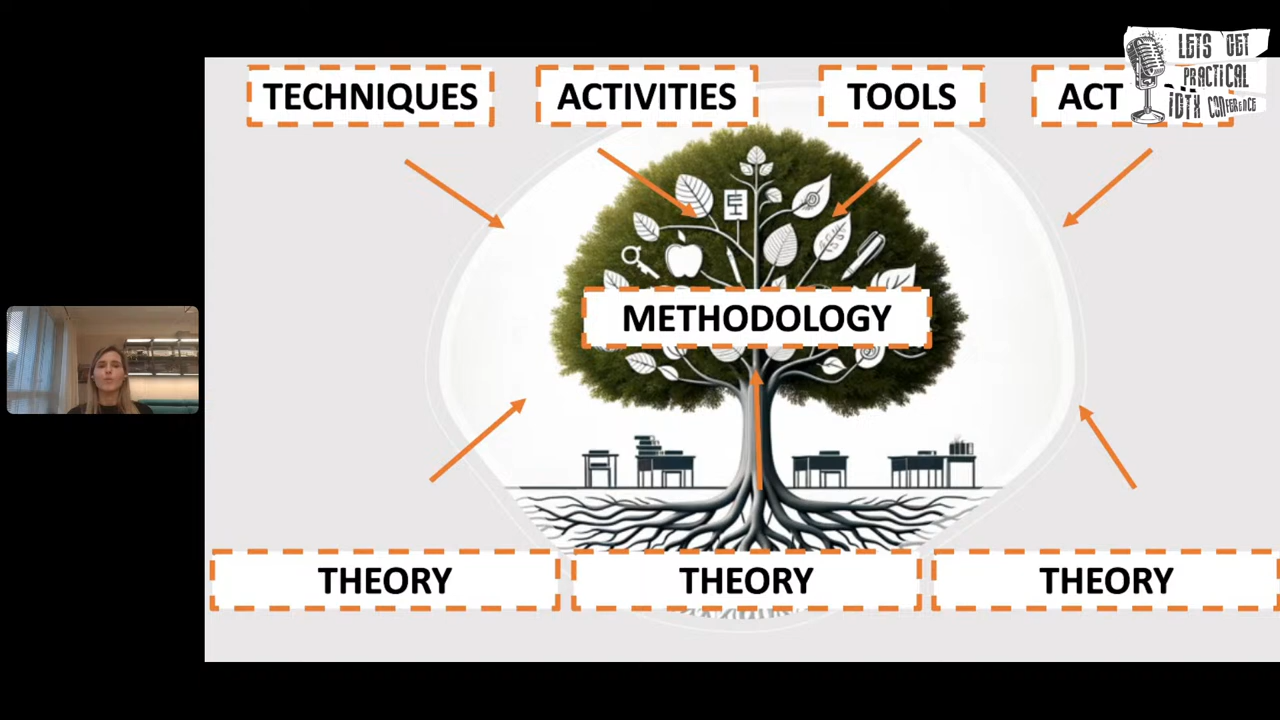 LETS GET
PRACTICAL
IDTX CONFERENCE
TECHNIQUES
ACTIVITIES
TOOLS
ACT
METHODOLOGY
THEORY
THEORY
THEORY